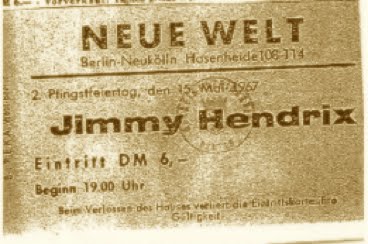 NEUE WELT
Berlin-Neukölln Hasenheide 108-114
2. Pfingstfeiertag, den 15. Mai 1967
Jimmy Hendrix
Eintritt DM 6,-
Beginn 19.00 Uhr
Beim Verlassen des Hauses verliert die Eintrittskarte ihre
Gültigkeit